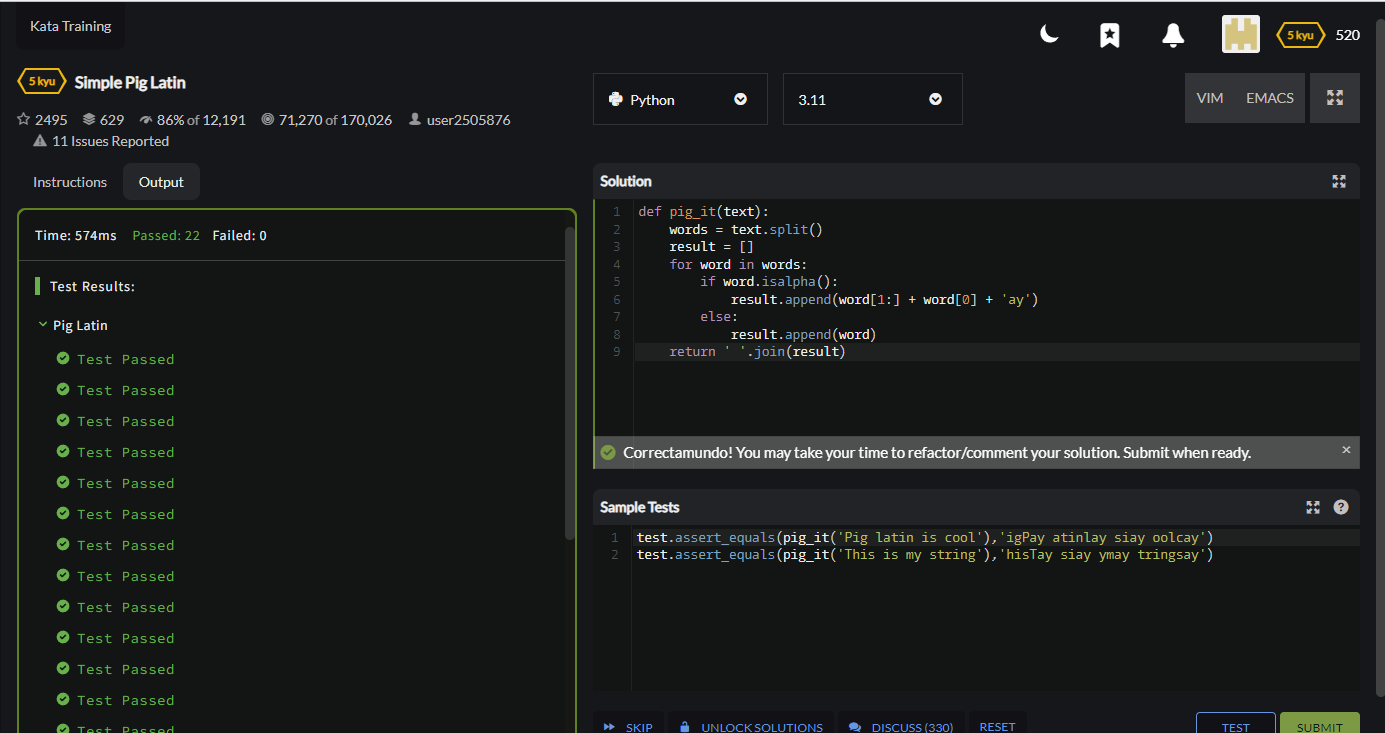 Kata Training
5 kyu 520
5 kyu Simple Pig Latin
2495 629 86% of 12,191 71,270 of 170,026 user2505876
11 Issues Reported
Python 3.11 VIM EMACS
Instructions Output
Time: 574ms Passed: 22 Failed: 0
Test Results:
Pig Latin
Test Passed
Test Passed
Test Passed
Test Passed
Test Passed
Test Passed
Test Passed
Test Passed
Test Passed
Test Passed
Test Passed
Test Passed
Test Passed
Solution
1 def pig_it(text):
2 words = text.split()
3 result = []
4 for word in words:
5 if word.isalpha():
6 result.append(word[1:] + word[0] + 'ay')
7 else:
8 result.append(word)
9 return ' '.join(result)
Correctamundo! You may take your time to refactor/comment your solution. Submit when ready. ×
Sample Tests ?
1 test.assert_equals(pig_it('Pig latin is cool'),'igPay atinlay siay oolcay')
2 test.assert_equals(pig_it('This is my string'),'hisTay siay ymay tringsay')
SKIP UNLOCK SOLUTIONS DISCUSS (330) RESET TEST SUBMIT